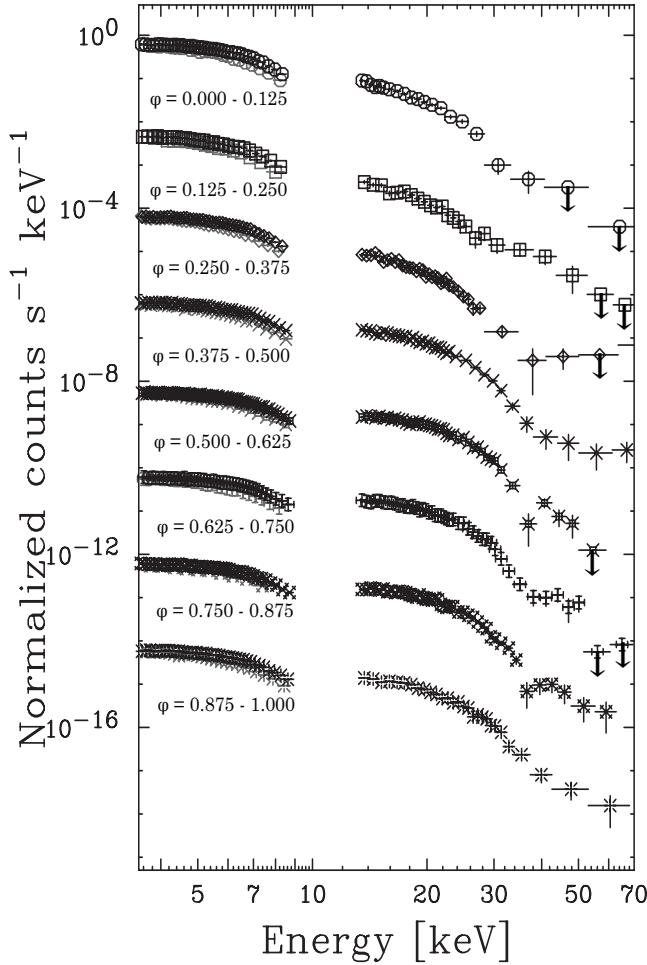 10^0
φ = 0.000 - 0.125
φ = 0.125 - 0.250
10^−4
φ = 0.250 - 0.375
φ = 0.375 - 0.500
10^−8
φ = 0.500 - 0.625
φ = 0.625 - 0.750
10^−12
φ = 0.750 - 0.875
φ = 0.875 - 1.000
10^−16
Normalized counts s^−1 keV^−1
5 7 10 20 30 50 70
Energy [keV]